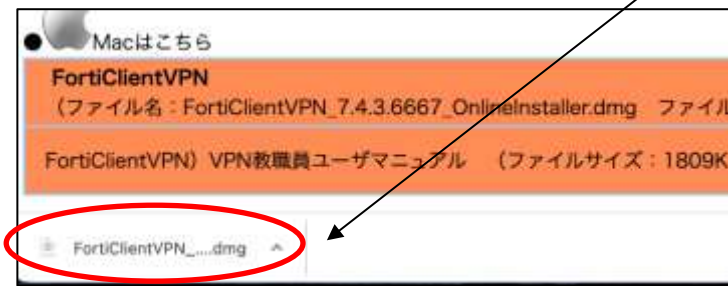 ●Macはこちら
FortiClientVPN
（ファイル名：FortiClientVPN_7.4.3.6667_OnlineInstaller.dmg ファイル
FortiClientVPN）VPN教職員ユーザマニュアル （ファイルサイズ：1809K
FortiClientVPN_....dmg